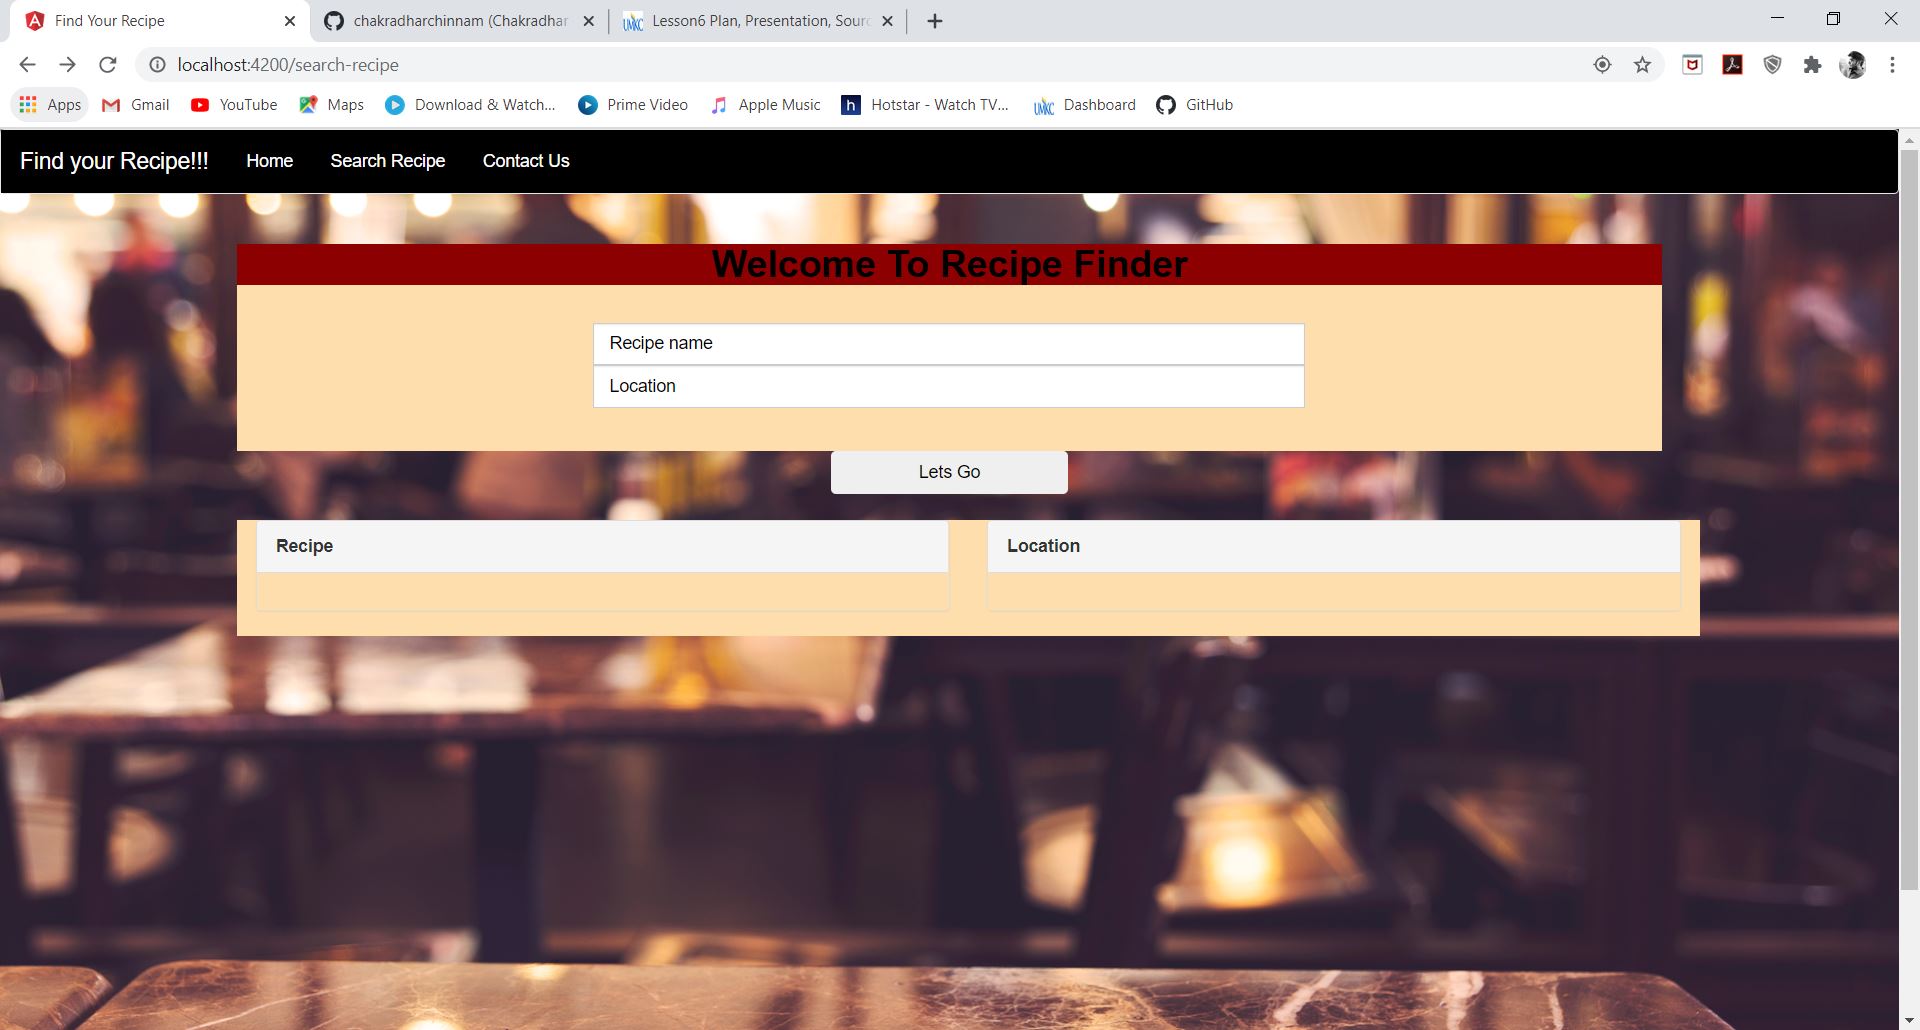 Find Your Recipe
chakradharchinnam (Chakradhar
Lesson6 Plan, Presentation, Sourc
localhost:4200/search-recipe
Apps Gmail YouTube Maps Download & Watch... Prime Video Apple Music h Hotstar - Watch TV... UMKC Dashboard GitHub
Find your Recipe!!! Home Search Recipe Contact Us
Welcome To Recipe Finder
Recipe name
Location
Lets Go
Recipe
Location